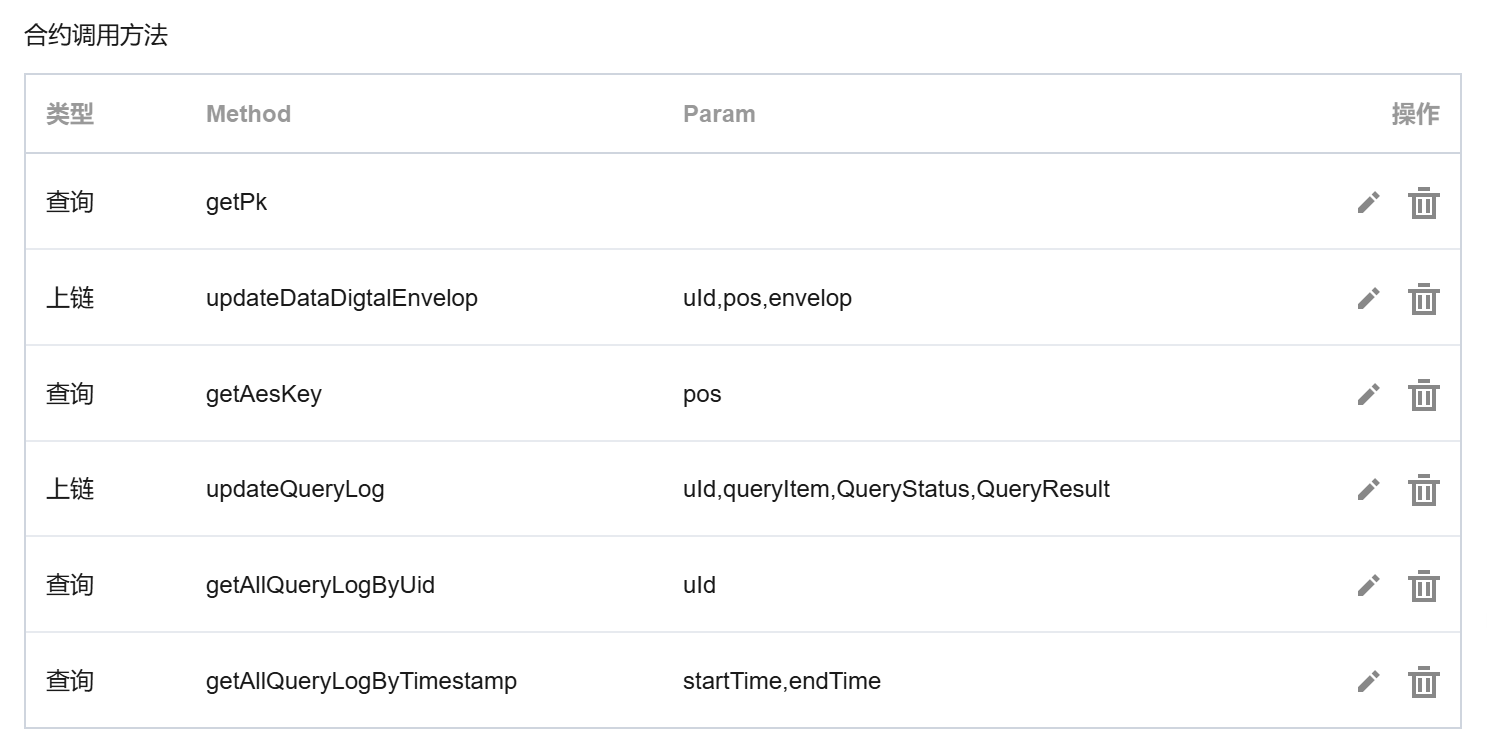 合约调用方法
类型 Method Param 操作
查询 getPk
上链 updateDataDigtalEnvelop uId,pos,envelop
查询 getAesKey pos
上链 updateQueryLog uId,queryItem,QueryStatus,QueryResult
查询 getAllQueryLogByUid uId
查询 getAllQueryLogByTimestamp startTime,endTime